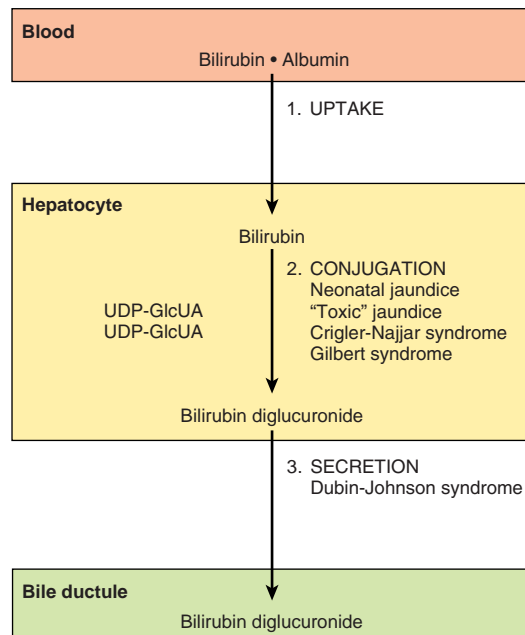 Blood
Bilirubin • Albumin
1. UPTAKE
Hepatocyte
Bilirubin
2. CONJUGATION
Neonatal jaundice
“Toxic” jaundice
Crigler-Najjar syndrome
Gilbert syndrome
UDP-GlcUA
UDP-GlcUA
Bilirubin diglucuronide
3. SECRETION
Dubin-Johnson syndrome
Bile ductule
Bilirubin diglucuronide